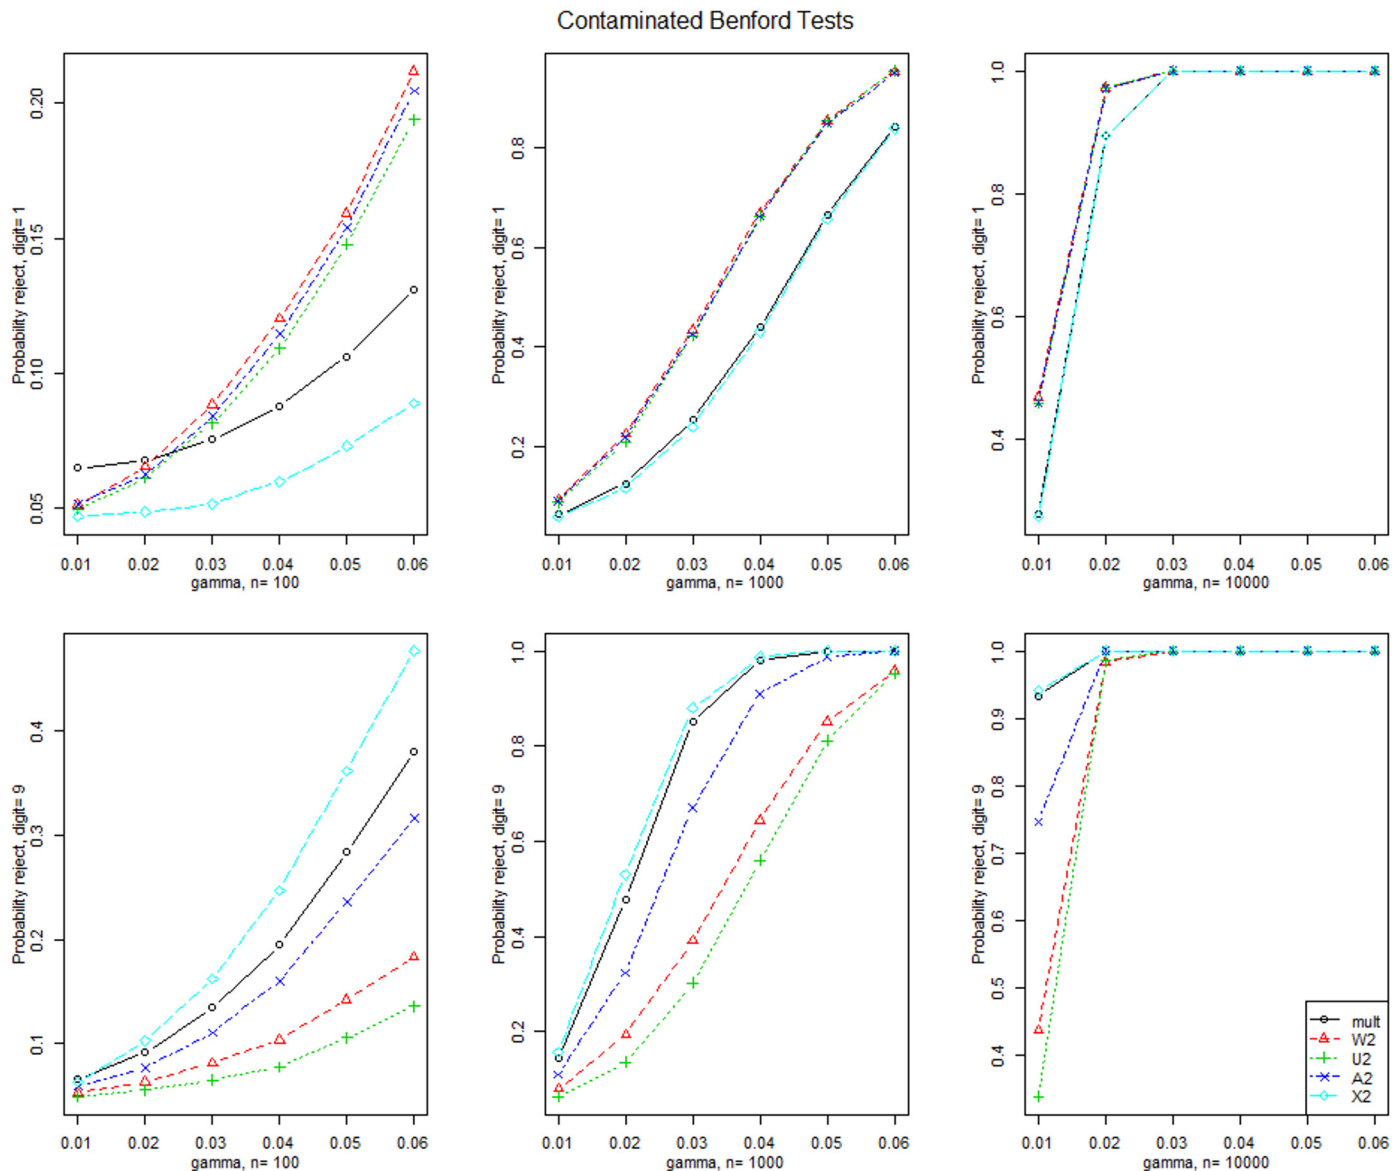 Contaminated Benford Tests
Probability reject, digit= 1
0.05 0.10 0.15 0.20
0.01 0.02 0.03 0.04 0.05 0.06
gamma, n= 100
Probability reject, digit= 1
0.2 0.4 0.6 0.8
0.01 0.02 0.03 0.04 0.05 0.06
gamma, n= 1000
Probability reject, digit= 1
0.4 0.6 0.8 1.0
0.01 0.02 0.03 0.04 0.05 0.06
gamma, n= 10000
Probability reject, digit= 9
0.1 0.2 0.3 0.4
0.01 0.02 0.03 0.04 0.05 0.06
gamma, n= 100
Probability reject, digit= 9
0.2 0.4 0.6 0.8 1.0
0.01 0.02 0.03 0.04 0.05 0.06
gamma, n= 1000
Probability reject, digit= 9
0.4 0.5 0.6 0.7 0.8 0.9 1.0
0.01 0.02 0.03 0.04 0.05 0.06
gamma, n= 10000
mult
W2
U2
A2
X2